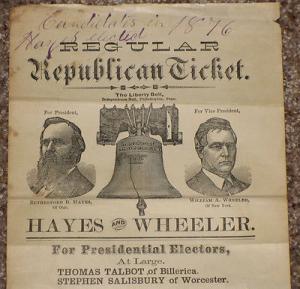 Candidates in 1876
Hayes elected
REGULAR
Republican Ticket.
The Liberty Bell,
Independence Hall, Philadelphia, Penn.
For President,
For Vice President,
RUTHERFORD B. HAYES,
Of Ohio.
WILLIAM A. WHEELER,
Of New York.
HAYES AND WHEELER.
For Presidential Electors,
At Large.
THOMAS TALBOT of Billerica.
STEPHEN SALISBURY of Worcester.